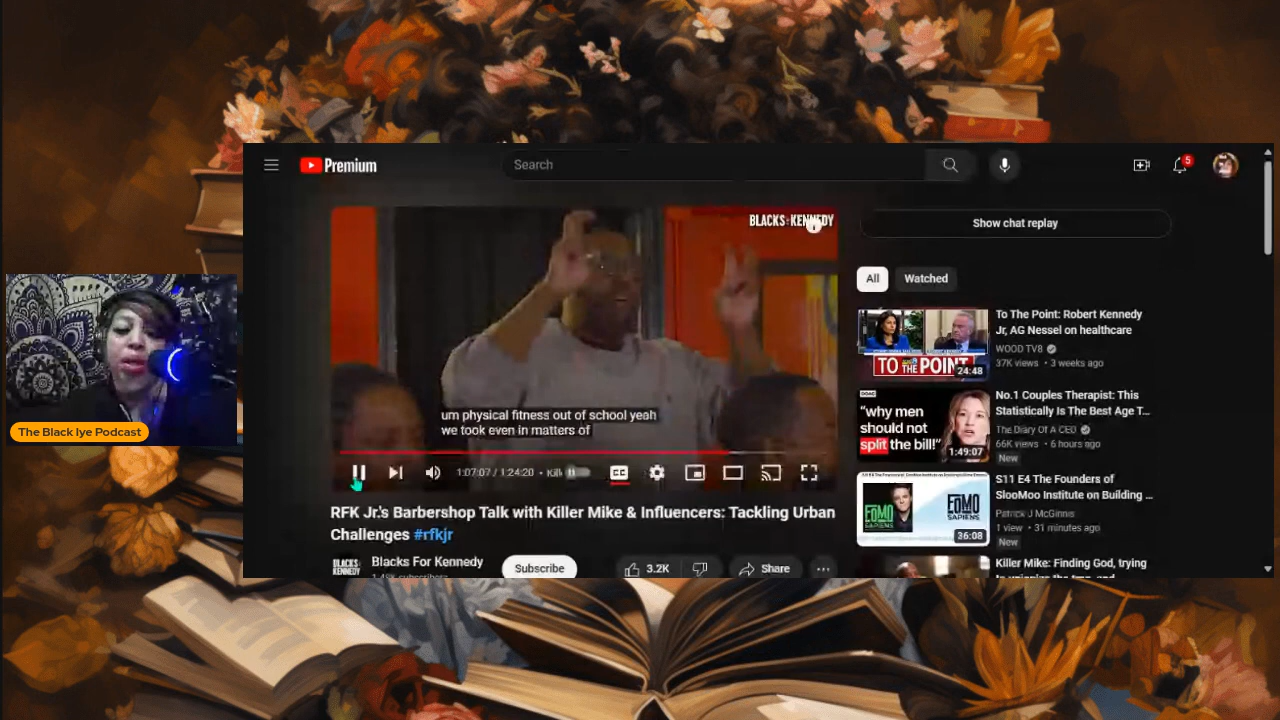 Premium
Search
5
BLACKS KENNEDY
um physical fitness out of school yeah
we took even in matters of
1:07:07 / 1:24:20
CC
RFK Jr.'s Barbershop Talk with Killer Mike & Influencers: Tackling Urban
Challenges #rfkjr
BLACKS
KENNEDY
Blacks For Kennedy
Subscribe
3.2K
Share
Show chat replay
All
Watched
TO THE POINT
24:48
To The Point: Robert Kennedy
Jr, AG Nessel on healthcare
WOOD TV8
37K views • 3 weeks ago
"why men
should not
split the bill!"
1:49:07
No.1 Couples Therapist: This
Statistically Is The Best Age T...
The Diary Of A CEO
66K views • 6 hours ago
New
FOMO
SAPIENS
FOMO
SAPIENS
36:08
S11 E4 The Founders of
SlooMoo Institute on Building ...
Patrick J McGinnis
1 view • 31 minutes ago
New
Killer Mike: Finding God, trying
The Black Iye Podcast